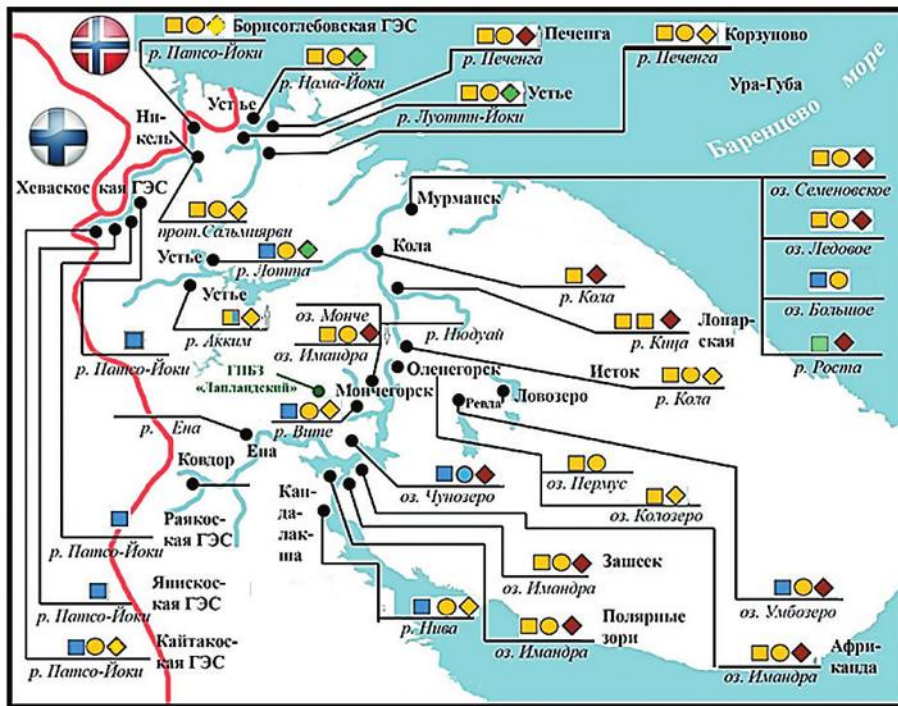 Борисоглебовская ГЭС
р. Патсо-Йоки
Печенга
р. Печенга
Корзуново
р. Печенга
р. Нама-Йоки
Устье
Устье
р. Луоттн-Йоки
Ура-Губа
Баренцево море
Ни-
кель
Хеваскоская ГЭС
прот.Сальмиярви
Мурманск
оз. Семеновское
оз. Ледовое
оз. Большое
р. Роста
Устье
р. Лотта
Кола
р. Кола
Устье
р. Акким
оз. Монче
оз. Имандра
р. Нюдуай
р. Кица
Лопар-
ская
р. Патсо-Йоки
ГПБЗ
«Лапландский»
Оленегорск
Мончегорск
Исток
р. Кола
Ревда
Ловозеро
р. Вите
р. Ена
Ена
Ковдор
оз. Чунозеро
оз. Пермус
оз. Колозеро
Кан-
да-
лак-
ша
р. Патсо-Йоки
Раякос-
кая ГЭС
Зашеек
оз. Имандра
р. Патсо-Йоки
Янискос-
кая ГЭС
оз. Умбозеро
р. Нива
Полярные
зори
оз. Имандра
р. Патсо-Йоки
Кайтакос-
кая ГЭС
Афри-
канда
оз. Имандра